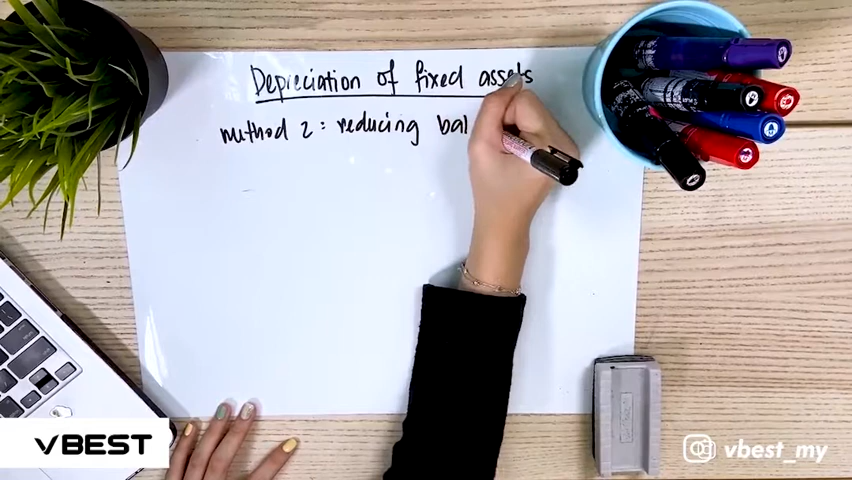 Depreciation of fixed assets
method 2: reducing bal
VBEST
vbest_my